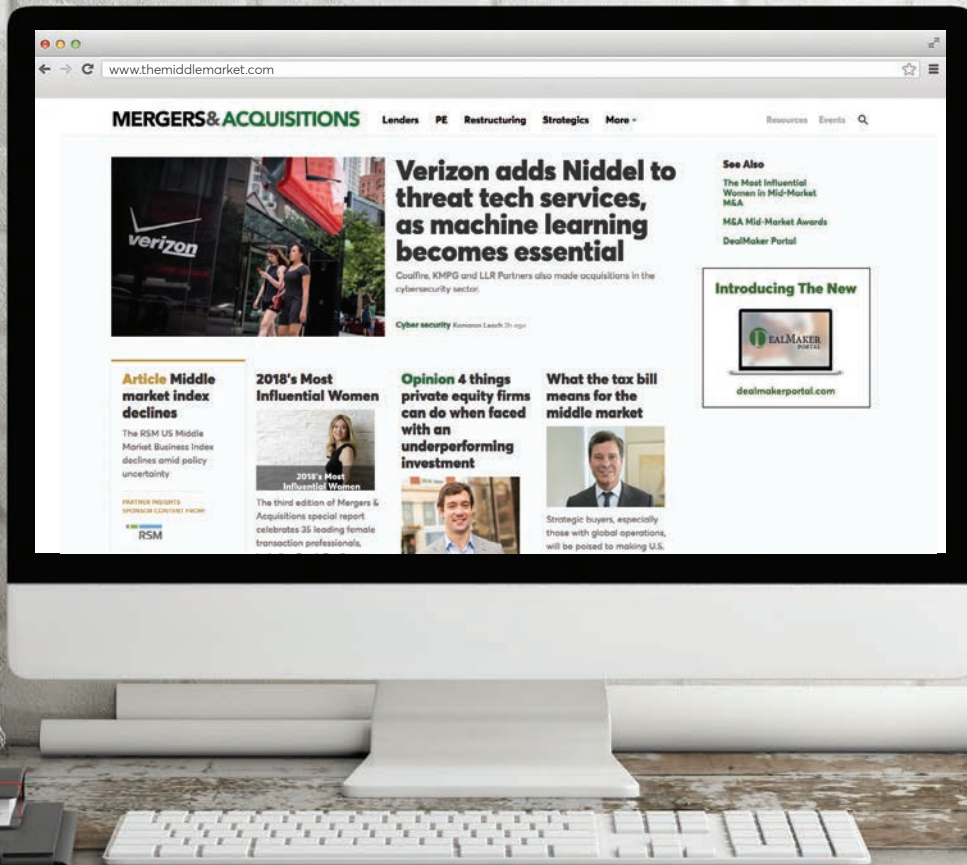 www.themiddlemarket.com
MERGERS&ACQUISITIONS
Lenders PE Restructuring Strategics More
Resources Events
verizon
Verizon adds Niddel to
threat tech services,
as machine learning
becomes essential
Coalfire, KMPG and LLR Partners also made acquisitions in the
cybersecurity sector.
Cyber security Kamaron Leach 3h ago
See Also
The Most Influential
Women in Mid-Market
M&A
M&A Mid-Market Awards
DealMaker Portal
Introducing The New
DEALMAKER
PORTAL
dealmakerportal.com
Article Middle
market index
declines
The RSM US Middle
Market Business Index
declines amid policy
uncertainty
PARTNER INSIGHTS
SPONSOR CONTENT FROM
RSM
2018's Most
Influential Women
2018's Most
Influential Women
The third edition of Mergers &
Acquisitions special report
celebrates 35 leading female
transaction professionals,
Opinion 4 things
private equity firms
can do when faced
with an
underperforming
investment
What the tax bill
means for the
middle market
Strategic buyers, especially
those with global operations,
will be poised to making U.S.